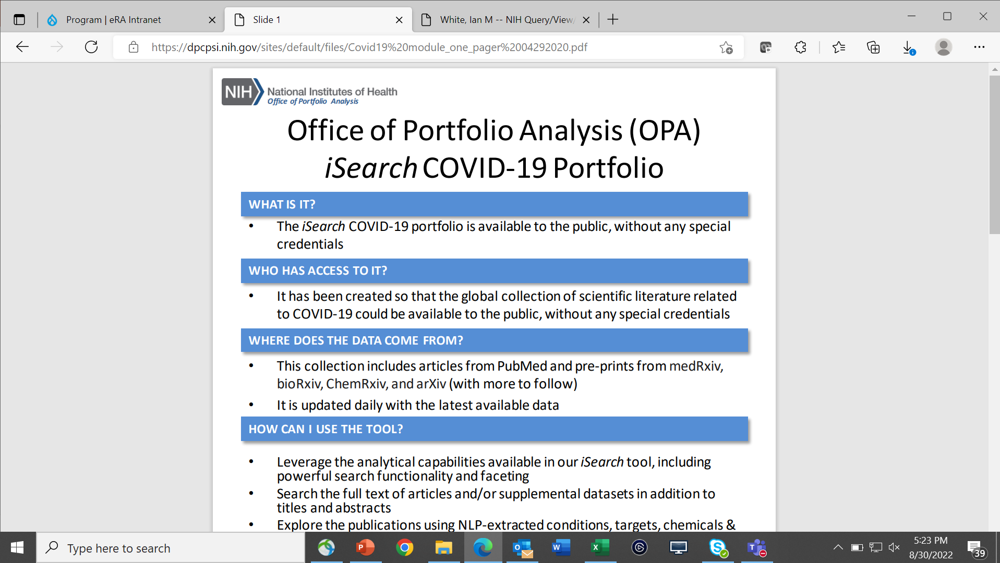 Program | eRA Intranet
Slide 1
White, Ian M -- NIH Query/View/
https://dpcpsi.nih.gov/sites/default/files/Covid19%20module_one_pager%2004292020.pdf
NIH National Institutes of Health
Office of Portfolio Analysis
Office of Portfolio Analysis (OPA)
iSearch COVID-19 Portfolio
WHAT IS IT?
• The iSearch COVID-19 portfolio is available to the public, without any special
credentials
WHO HAS ACCESS TO IT?
• It has been created so that the global collection of scientific literature related
to COVID-19 could be available to the public, without any special credentials
WHERE DOES THE DATA COME FROM?
• This collection includes articles from PubMed and pre-prints from medRxiv,
bioRxiv, ChemRxiv, and arXiv (with more to follow)
• It is updated daily with the latest available data
HOW CAN I USE THE TOOL?
• Leverage the analytical capabilities available in our iSearch tool, including
powerful search functionality and faceting
• Search the full text of articles and/or supplemental datasets in addition to
titles and abstracts
• Explore the publications using NLP-extracted conditions, targets, chemicals &
Type here to search
5:23 PM
8/30/2022
39